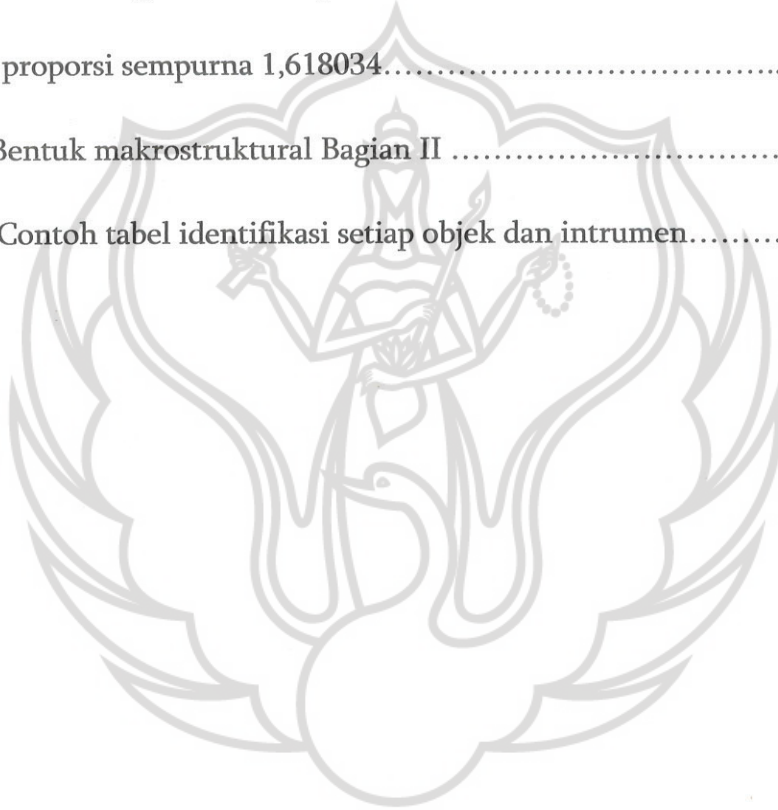 proporsi sempurna 1,618034......................................
Bentuk makrostruktural Bagian II ...............................
Contoh tabel identifikasi setiap objek dan intrumen.........